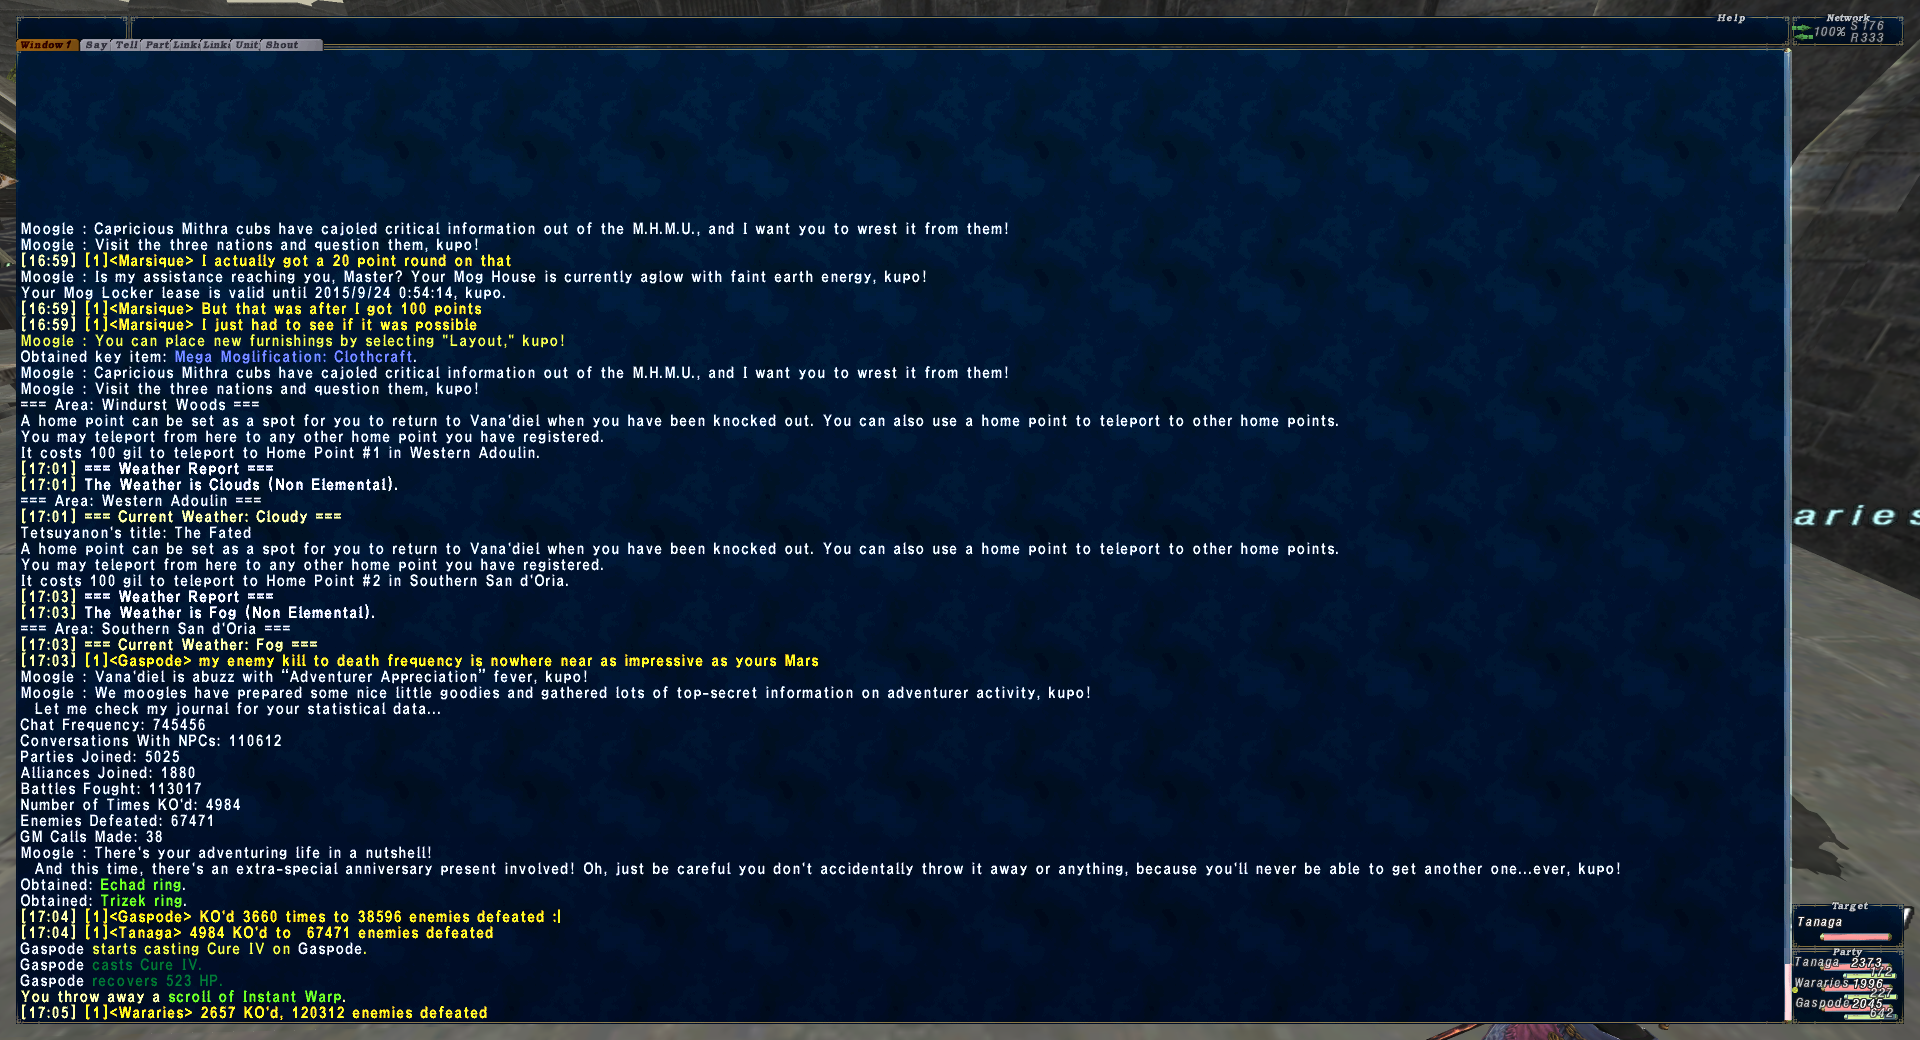 Help
Network
100% S 176
R 333
Window 1 Say Tell Part Link Link Unit Shout
Moogle : Capricious Mithra cubs have cajoled critical information out of the M.H.M.U., and I want you to wrest it from them!
Moogle : Visit the three nations and question them, kupo!
[16:59] [1]<Marsique> I actually got a 20 point round on that
Moogle : Is my assistance reaching you, Master? Your Mog House is currently aglow with faint earth energy, kupo!
Your Mog Locker lease is valid until 2015/9/24 0:54:14, kupo.
[16:59] [1]<Marsique> But that was after I got 100 points
[16:59] [1]<Marsique> I just had to see if it was possible
Moogle : You can place new furnishings by selecting "Layout," kupo!
Obtained key item: Mega Moglification: Clothcraft.
Moogle : Capricious Mithra cubs have cajoled critical information out of the M.H.M.U., and I want you to wrest it from them!
Moogle : Visit the three nations and question them, kupo!
=== Area: Windurst Woods ===
A home point can be set as a spot for you to return to Vana'diel when you have been knocked out. You can also use a home point to teleport to other home points.
You may teleport from here to any other home point you have registered.
It costs 100 gil to teleport to Home Point #1 in Western Adoulin.
[17:01] === Weather Report ===
[17:01] The Weather is Clouds (Non Elemental).
=== Area: Western Adoulin ===
[17:01] === Current Weather: Cloudy ===
Tetsuyanon's title: The Fated
A home point can be set as a spot for you to return to Vana'diel when you have been knocked out. You can also use a home point to teleport to other home points.
You may teleport from here to any other home point you have registered.
It costs 100 gil to teleport to Home Point #2 in Southern San d'Oria.
[17:03] === Weather Report ===
[17:03] The Weather is Fog (Non Elemental).
=== Area: Southern San d'Oria ===
[17:03] === Current Weather: Fog ===
[17:03] [1]<Gaspode> my enemy kill to death frequency is nowhere near as impressive as yours Mars
Moogle : Vana'diel is abuzz with “Adventurer Appreciation” fever, kupo!
Moogle : We moogles have prepared some nice little goodies and gathered lots of top-secret information on adventurer activity, kupo!
Let me check my journal for your statistical data...
Chat Frequency: 745456
Conversations With NPCs: 110612
Parties Joined: 5025
Alliances Joined: 1880
Battles Fought: 113017
Number of Times KO'd: 4984
Enemies Defeated: 67471
GM Calls Made: 38
Moogle : There's your adventuring life in a nutshell!
And this time, there's an extra-special anniversary present involved! Oh, just be careful you don't accidentally throw it away or anything, because you'll never be able to get another one...ever, kupo!
Obtained: Echad ring.
Obtained: Trizek ring.
[17:04] [1]<Gaspode> KO'd 3660 times to 38596 enemies defeated :|
[17:04] [1]<Tanaga> 4984 KO'd to  67471 enemies defeated
Gaspode starts casting Cure IV on Gaspode.
Gaspode casts Cure IV.
Gaspode recovers 523 HP.
You throw away a scroll of Instant Warp.
[17:05] [1]<Wararies> 2657 KO'd, 120312 enemies defeated
aries
Target
Tanaga
Party
Tanaga 2373
172
Wararies 1996
227
Gaspode 2045
642